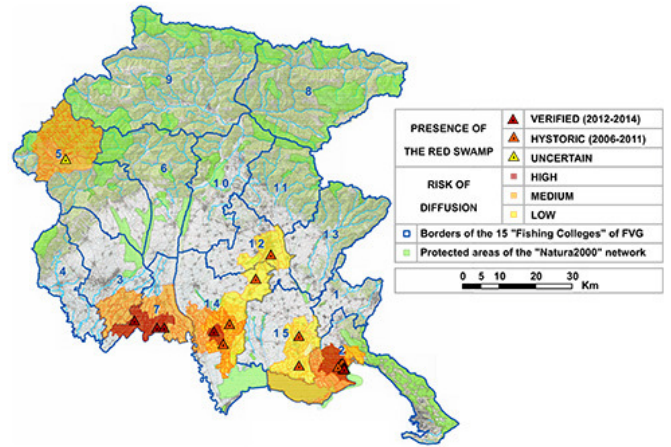 9
8
5
6
10
11
12
13
4
3
7
14
15
1
2
PRESENCE OF
THE RED SWAMP
VERIFIED (2012-2014)
HYSTORIC (2006-2011)
UNCERTAIN
RISK OF
DIFFUSION
HIGH
MEDIUM
LOW
Borders of the 15 "Fishing Colleges" of FVG
Protected areas of the "Natura2000" network
0 5 10 20 30
Km